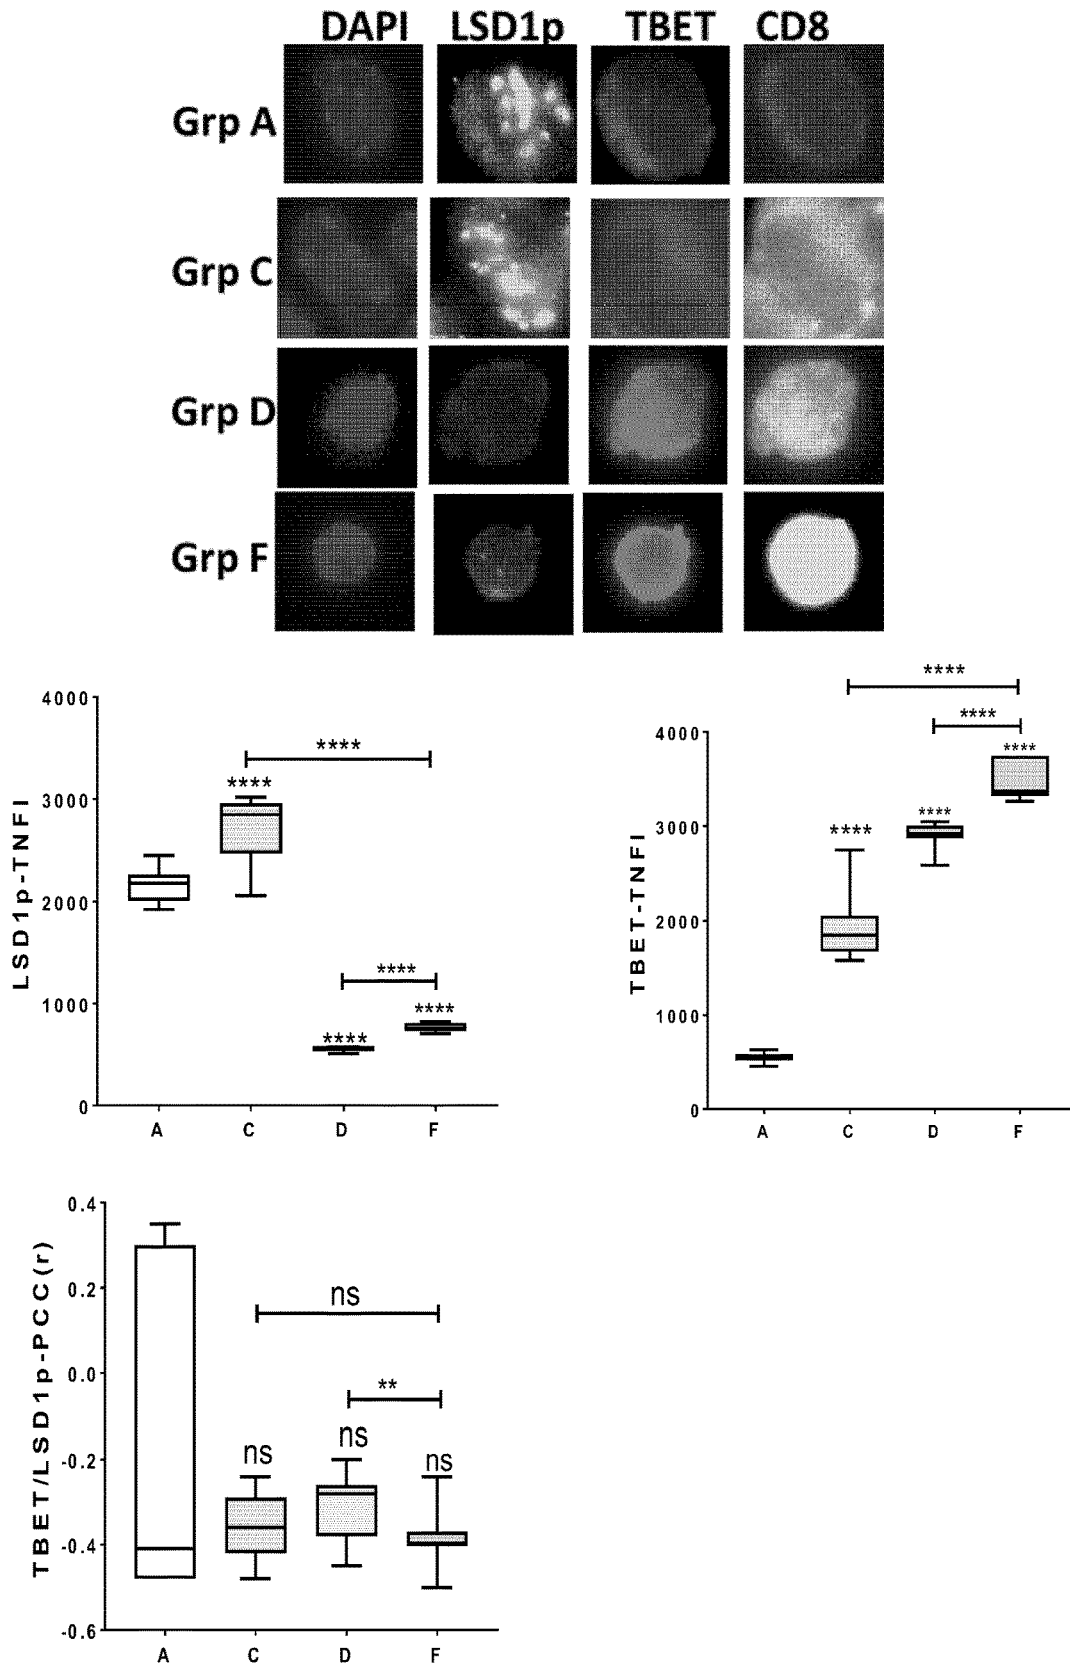 DAPI LSD1p TBET CD8
Grp A
Grp C
Grp D
Grp F
LSD1p-TNFI
4000
3000
2000
1000
0
****
****
****
****
****
A C D F
TBET-TNFI
4000
3000
2000
1000
0
****
****
****
****
****
A C D F
TBET/LSD1p-PCC(r)
0.4
0.2
0.0
-0.2
-0.4
-0.6
ns
**
ns
ns
ns
A C D F